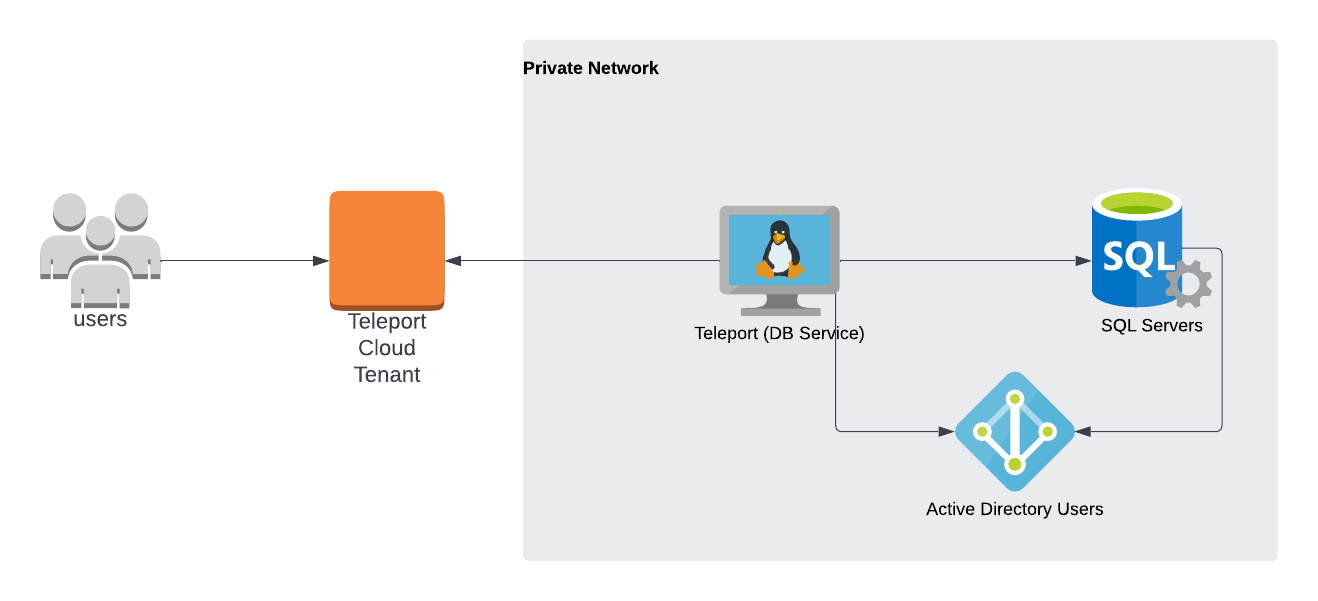 Private Network
users
Teleport
Cloud
Tenant
Teleport (DB Service)
SQL
SQL Servers
Active Directory Users